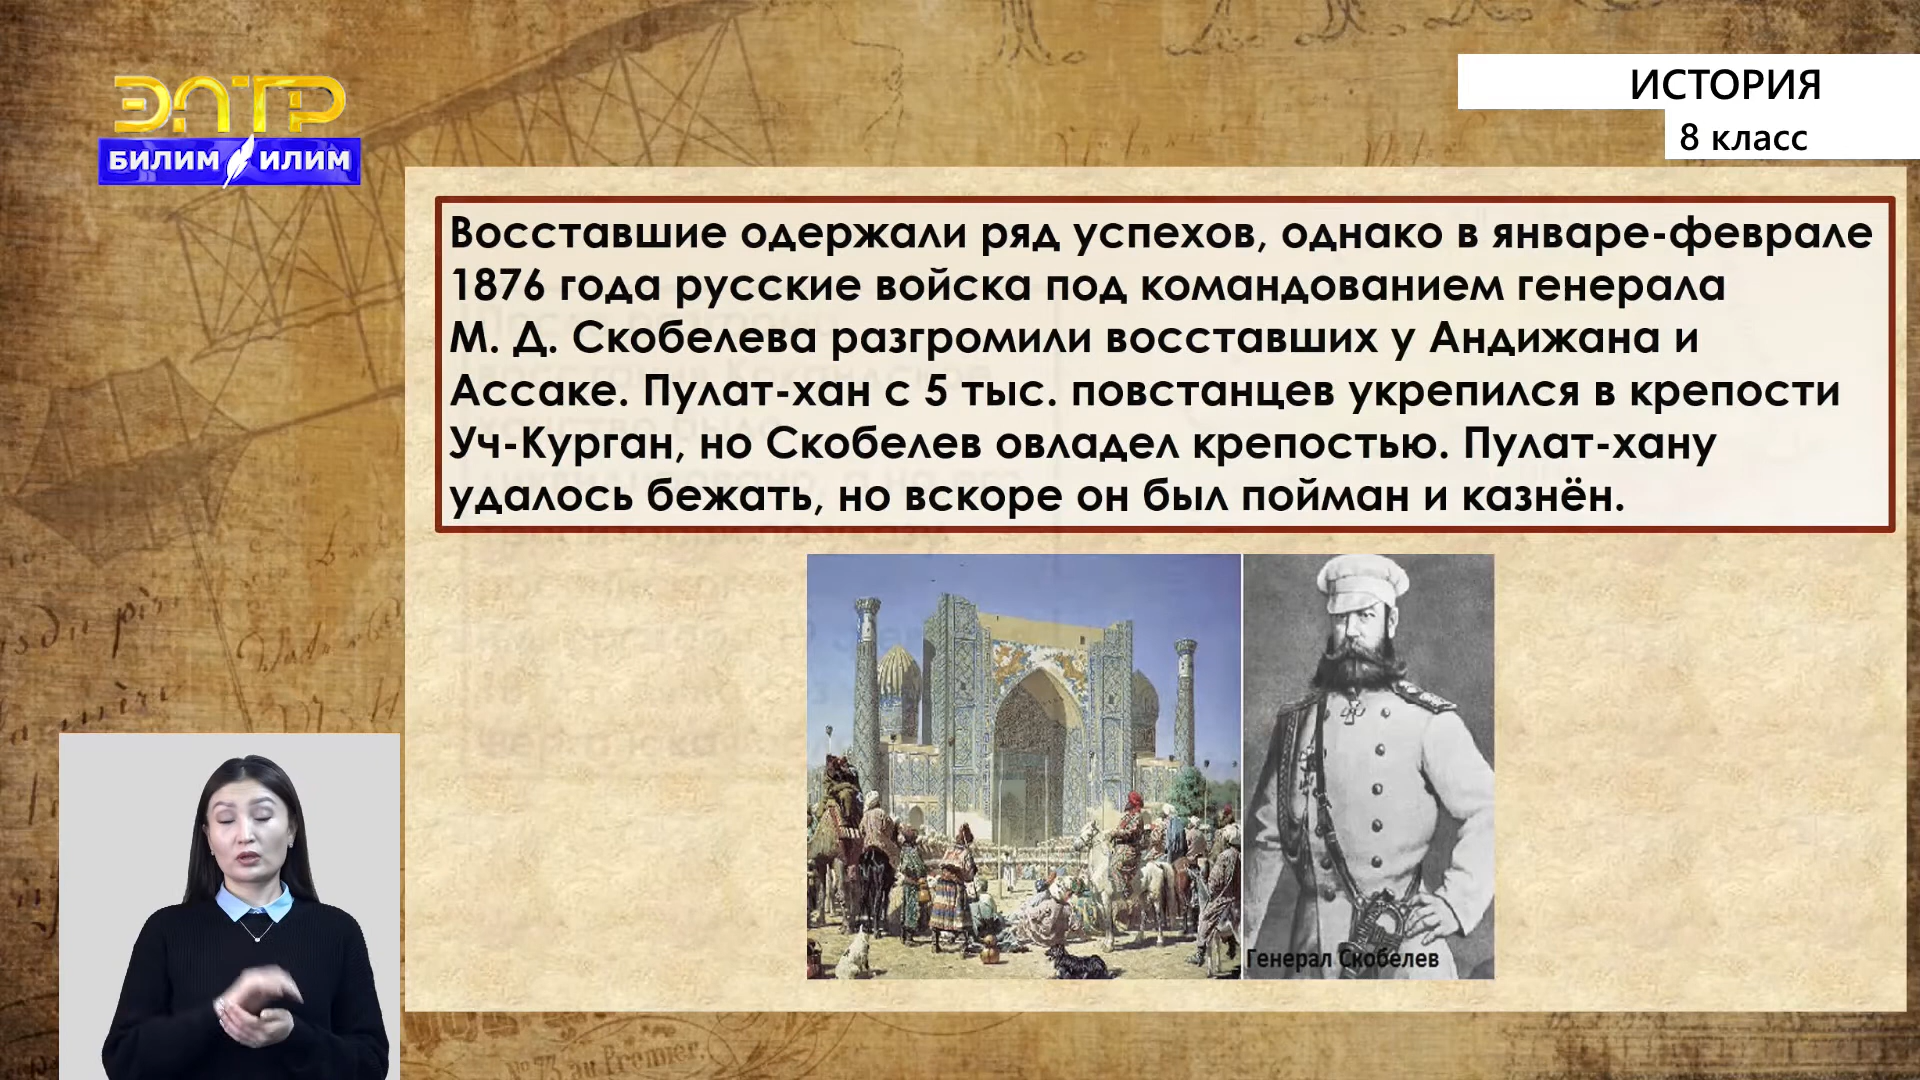 ЭЛТР
БИЛИМ ИЛИМ
ИСТОРИЯ
8 класс
Восставшие одержали ряд успехов, однако в январе-феврале
1876 года русские войска под командованием генерала
М. Д. Скобелева разгромили восставших у Андижана и
Ассаке. Пулат-хан с 5 тыс. повстанцев укрепился в крепости
Уч-Курган, но Скобелев овладел крепостью. Пулат-хану
удалось бежать, но вскоре он был пойман и казнён.
Генерал Скобелев